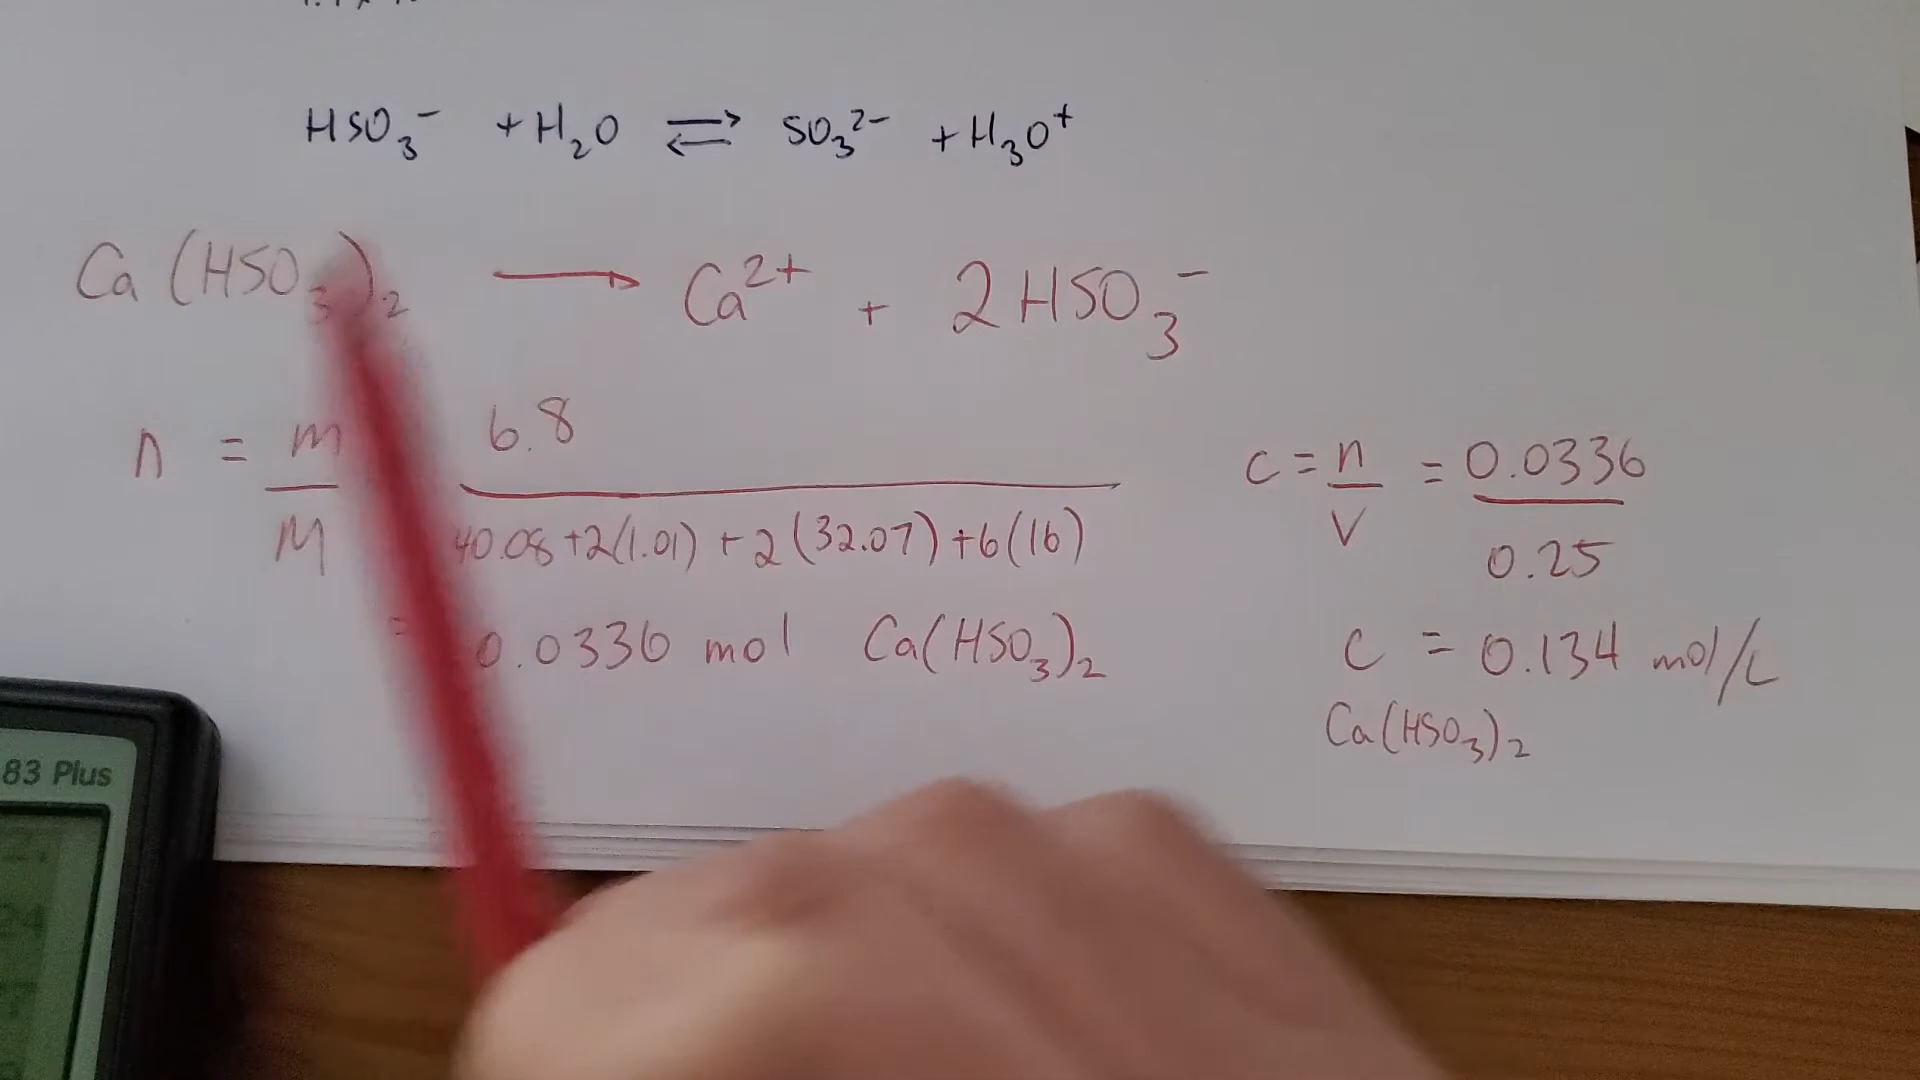 HSO₃⁻ + H₂O ⇌ SO₃²⁻ + H₃O⁺
Ca(HSO₃)₂ → Ca²⁺ + 2HSO₃⁻
n = m/M 6.8/40.08+2(1.01)+2(32.07)+6(16)
= 0.0336 mol Ca(HSO₃)₂
c = n/V = 0.0336/0.25
c = 0.134 mol/L
Ca(HSO₃)₂
83 Plus
24